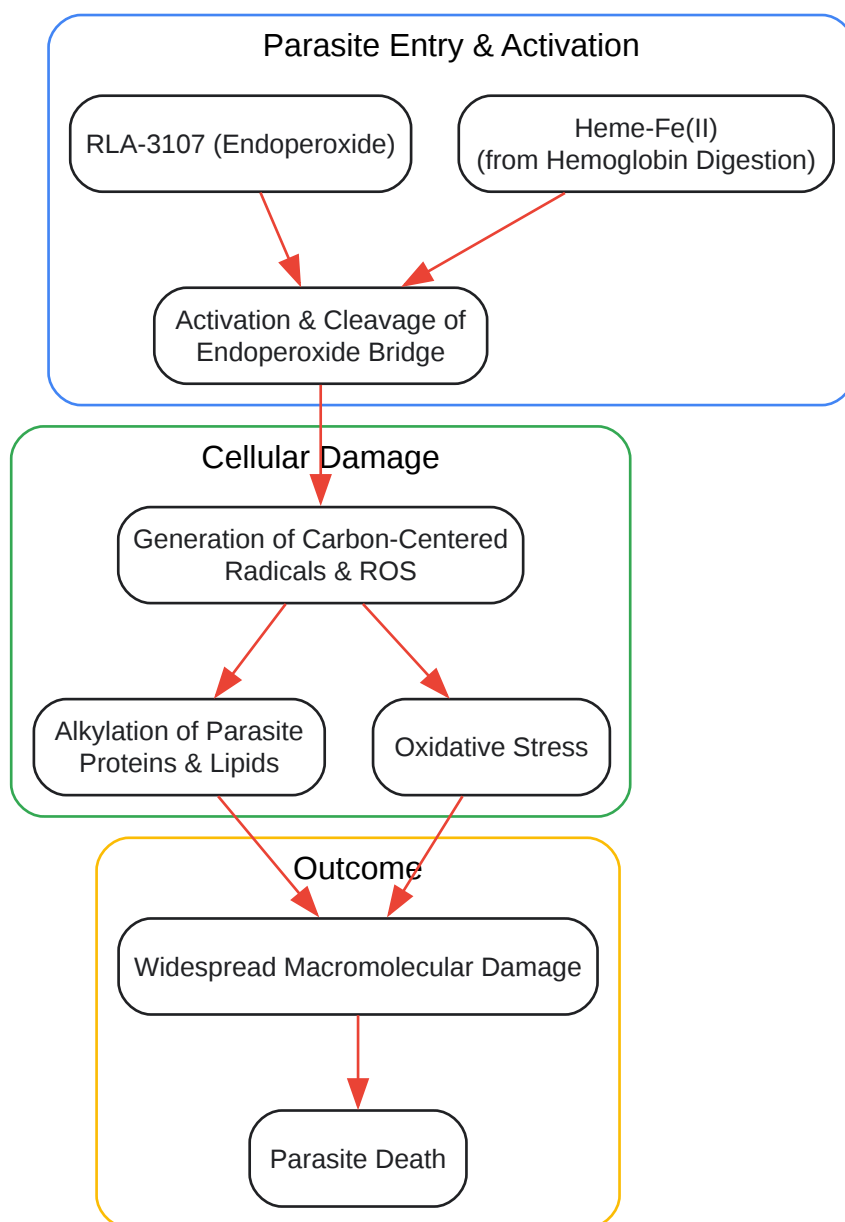 Parasite Entry & Activation
RLA-3107 (Endoperoxide)
Heme-Fe(II)
(from Hemoglobin Digestion)
Activation & Cleavage of
Endoperoxide Bridge
Cellular Damage
Generation of Carbon-Centered
Radicals & ROS
Alkylation of Parasite
Proteins & Lipids
Oxidative Stress
Outcome
Widespread Macromolecular Damage
Parasite Death